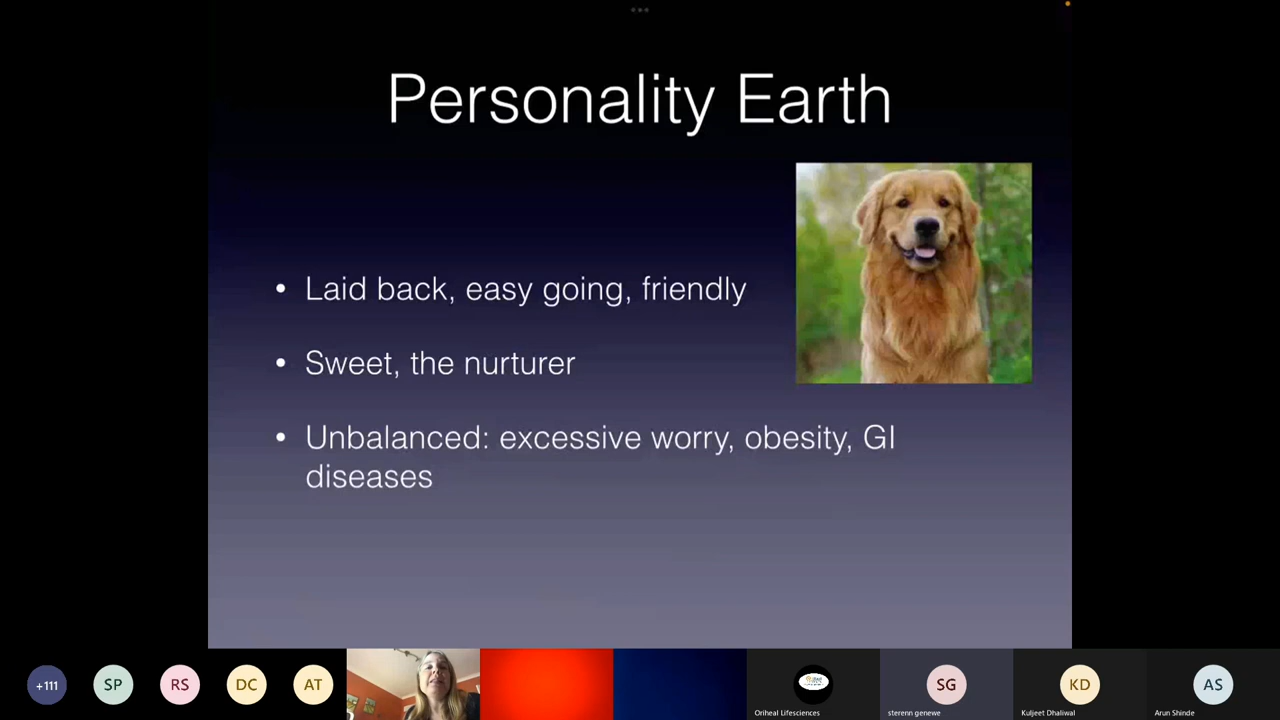 Personality Earth
• Laid back, easy going, friendly
• Sweet, the nurturer
• Unbalanced: excessive worry, obesity, GI
diseases
+111
SP
RS
DC
AT
SG
KD
AS
Oriheal Lifesciences
sterenn genewe
Kuljeet Dhaliwal
Arun Shinde